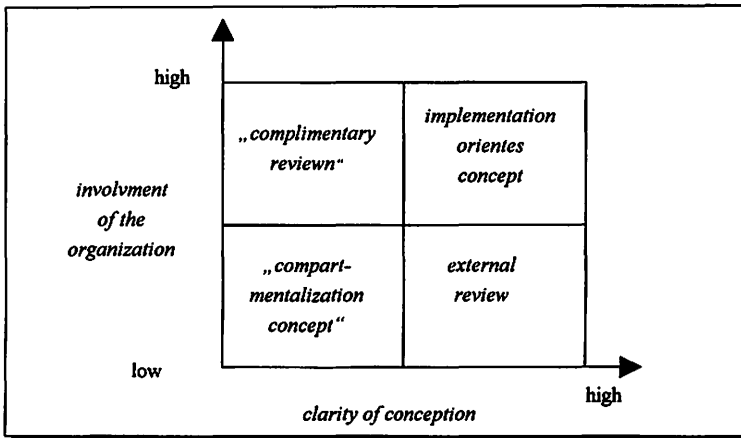 high
„complimentary
reviewn“
implementation
orientes
concept
involvment
of the
organization
„compart-
mentalization
concept“
external
review
low
high
clarity of conception